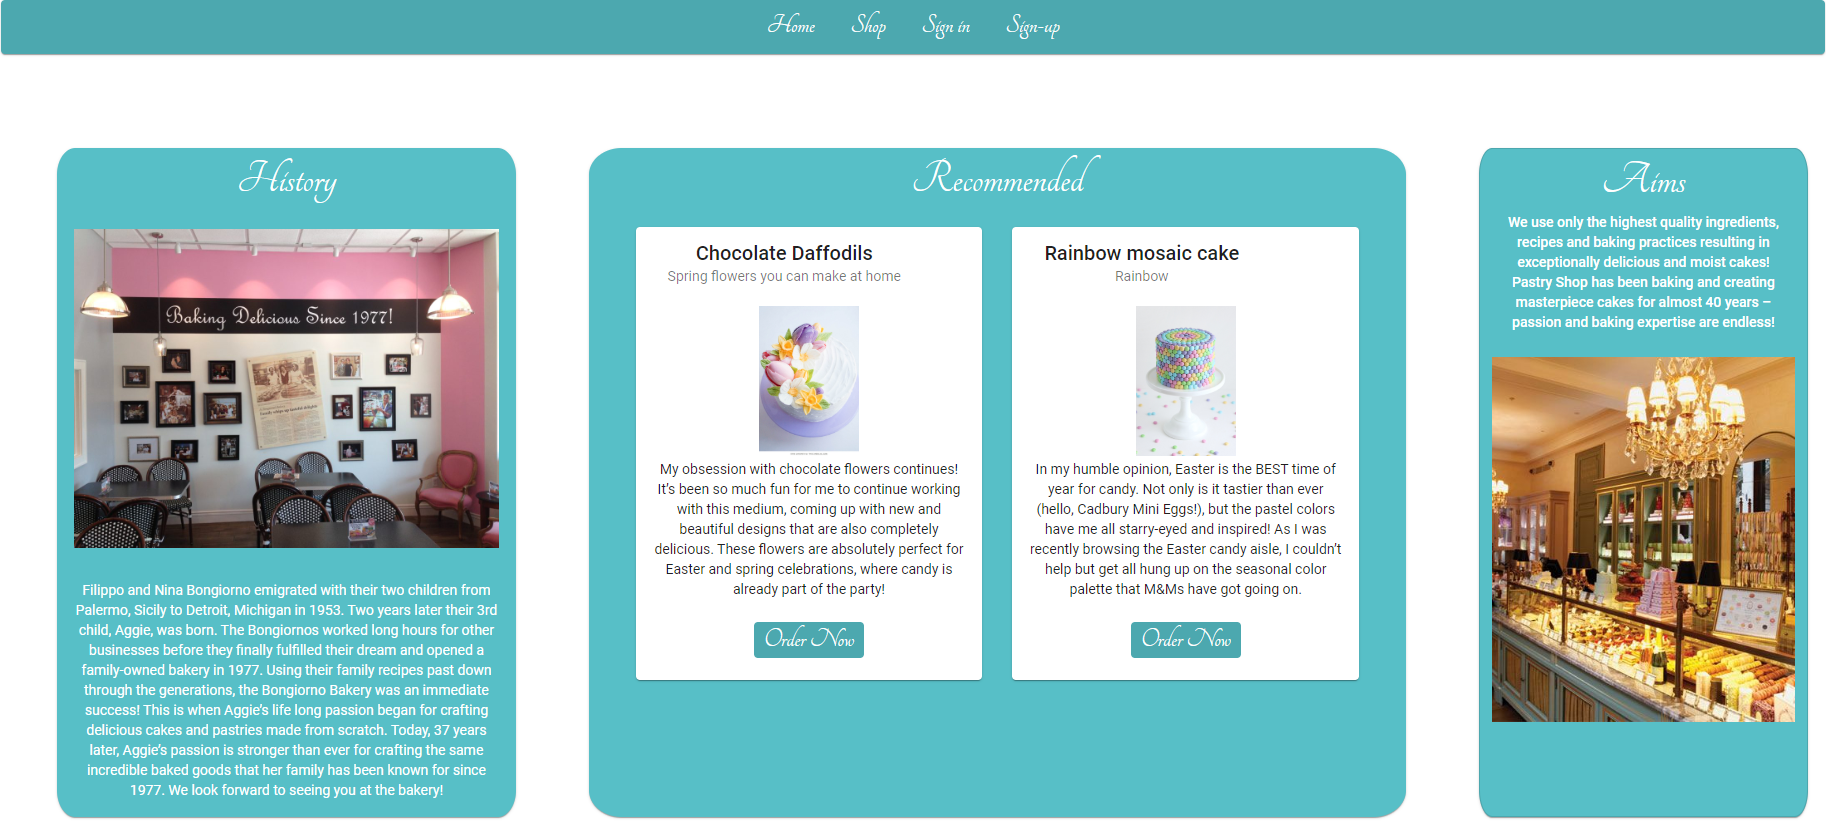 Home Shop Sign in Sign-up
History
Baking Delicious Since 1977!
Filippo and Nina Bongiorno emigrated with their two children from
Palermo, Sicily to Detroit, Michigan in 1953. Two years later their 3rd
child, Aggie, was born. The Bongiornos worked long hours for other
businesses before they finally fulfilled their dream and opened a
family-owned bakery in 1977. Using their family recipes past down
through the generations, the Bongiorno Bakery was an immediate
success! This is when Aggie’s life long passion began for crafting
delicious cakes and pastries made from scratch. Today, 37 years
later, Aggie’s passion is stronger than ever for crafting the same
incredible baked goods that her family has been known for since
1977. We look forward to seeing you at the bakery!
Recommended
Chocolate Daffodils
Spring flowers you can make at home
My obsession with chocolate flowers continues!
It’s been so much fun for me to continue working
with this medium, coming up with new and
beautiful designs that are also completely
delicious. These flowers are absolutely perfect for
Easter and spring celebrations, where candy is
already part of the party!
Order Now
Rainbow mosaic cake
Rainbow
In my humble opinion, Easter is the BEST time of
year for candy. Not only is it tastier than ever
(hello, Cadbury Mini Eggs!), but the pastel colors
have me all starry-eyed and inspired! As I was
recently browsing the Easter candy aisle, I couldn’t
help but get all hung up on the seasonal color
palette that M&Ms have got going on.
Order Now
Aims
We use only the highest quality ingredients,
recipes and baking practices resulting in
exceptionally delicious and moist cakes!
Pastry Shop has been baking and creating
masterpiece cakes for almost 40 years –
passion and baking expertise are endless!